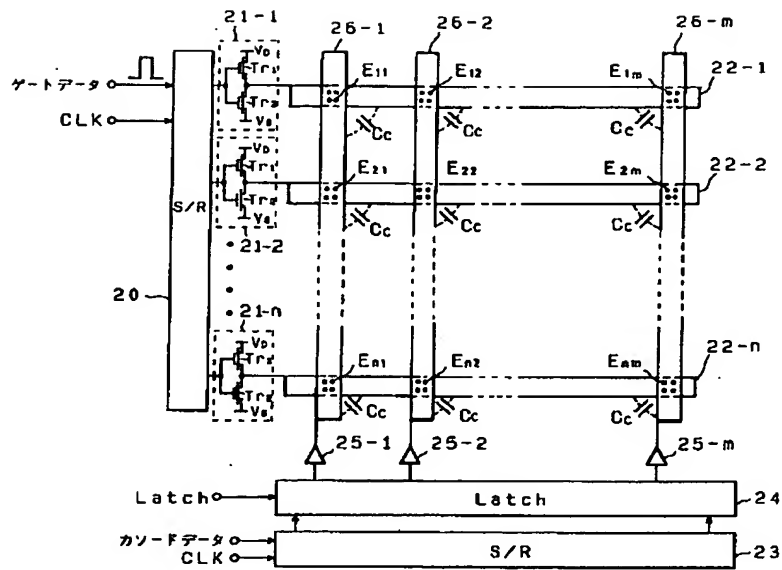 21-1
26-1
26-2
26-m
ゲートデータ
CLK
S/R
20
VD
Tr1
Tr2
VS
E11
E12
E1m
22-1
Cc
Cc
Cc
VD
Tr1
Tr2
VS
21-2
E21
E22
E2m
22-2
Cc
Cc
Cc
21-n
VD
VS
En1
En2
Enm
22-n
Cc
Cc
Cc
25-1
25-2
25-m
Latch
Latch
24
カソードデータ
CLK
S/R
23